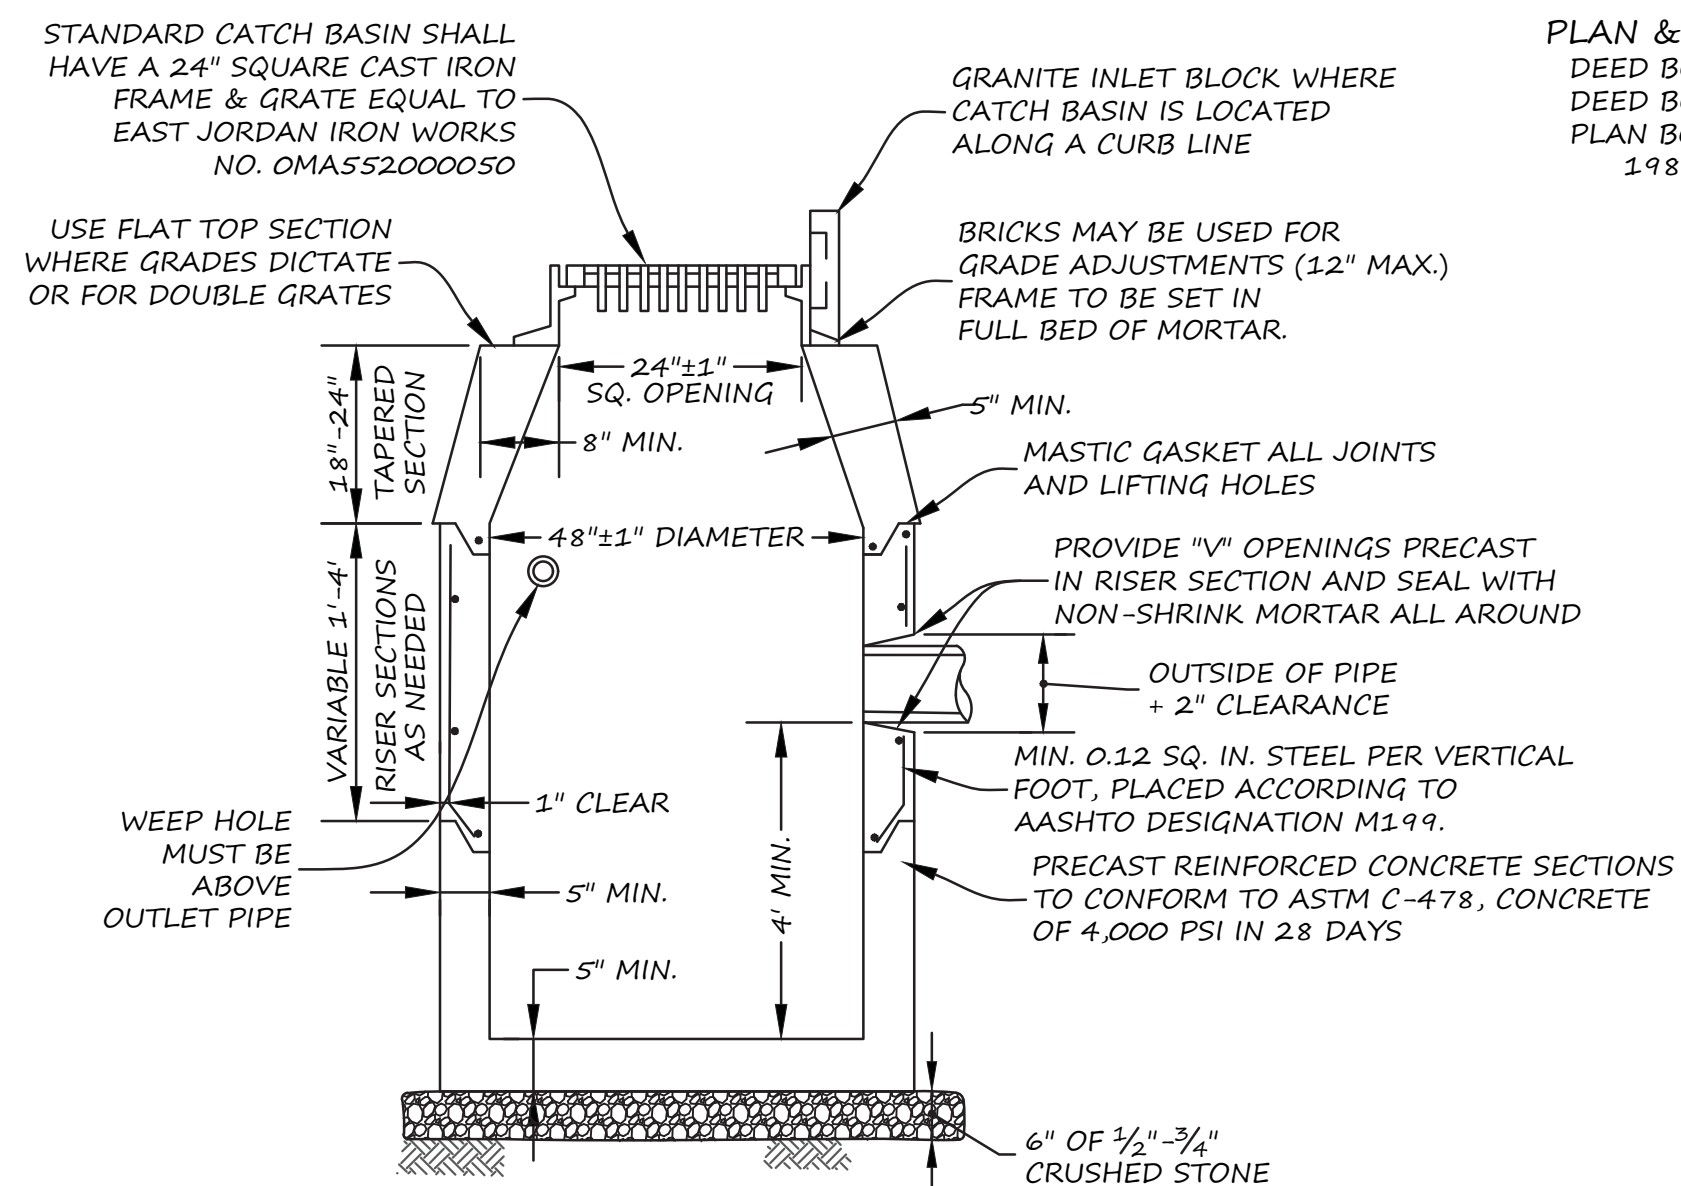 STANDARD CATCH BASIN SHALL
HAVE A 24" SQUARE CAST IRON
FRAME & GRATE EQUAL TO
EAST JORDAN IRON WORKS
NO. 0MA552000050
GRANITE INLET BLOCK WHERE
CATCH BASIN IS LOCATED
ALONG A CURB LINE
PLAN &
DEED
DEED
PLAN
198
USE FLAT TOP SECTION
WHERE GRADES DICTATE
OR FOR DOUBLE GRATES
BRICKS MAY BE USED FOR
GRADE ADJUSTMENTS (12" MAX.)
FRAME TO BE SET IN
FULL BED OF MORTAR.
24"±1"
SQ. OPENING
8" MIN.
5" MIN.
18"-24"
TAPERED
SECTION
MASTIC GASKET ALL JOINTS
AND LIFTING HOLES
48"±1" DIAMETER
PROVIDE "V" OPENINGS PRECAST
IN RISER SECTION AND SEAL WITH
NON-SHRINK MORTAR ALL AROUND
VARIABLE 1'-4'
RISER SECTIONS
AS NEEDED
OUTSIDE OF PIPE
+ 2" CLEARANCE
MIN. 0.12 SQ. IN. STEEL PER VERTICAL
FOOT, PLACED ACCORDING TO
AASHTO DESIGNATION M199.
1" CLEAR
WEEP HOLE
MUST BE
ABOVE
OUTLET PIPE
5" MIN.
4' MIN.
PRECAST REINFORCED CONCRETE SECTIONS
TO CONFORM TO ASTM C-478, CONCRETE
OF 4,000 PSI IN 28 DAYS
5" MIN.
6" OF 1/2"-3/4"
CRUSHED STONE